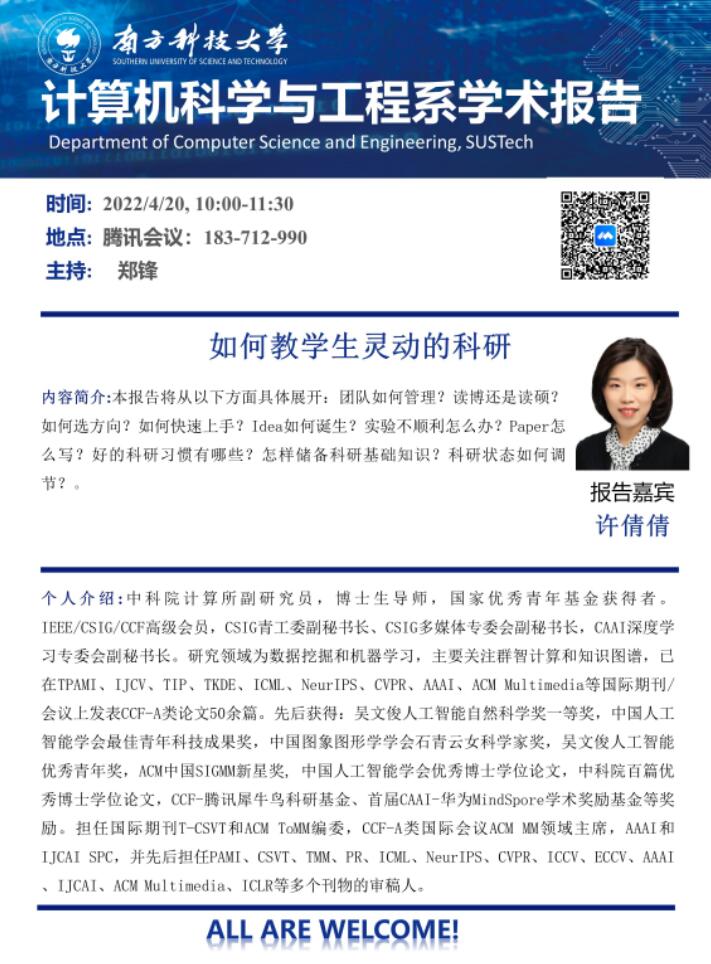 南方科技大学
SOUTHERN UNIVERSITY OF SCIENCE AND TECHNOLOGY
计算机科学与工程系学术报告
Department of Computer Science and Engineering, SUSTech
时间: 2022/4/20, 10:00-11:30
地点: 腾讯会议：183-712-990
主持: 郑锋
如何教学生灵动的科研
内容简介:本报告将从以下方面具体展开：团队如何管理？读博还是读硕？
如何选方向？如何快速上手？Idea如何诞生？实验不顺利怎么办？Paper怎
么写？好的科研习惯有哪些？怎样储备科研基础知识？科研状态如何调
节？。
报告嘉宾
许倩倩
个人介绍:中科院计算所副研究员，博士生导师，国家优秀青年基金获得者。
IEEE/CSIG/CCF高级会员，CSIG青工委副秘书长、CSIG多媒体专委会副秘书长，CAAI深度学
习专委会副秘书长。研究领域为数据挖掘和机器学习，主要关注群智计算和知识图谱，已
在TPAMI、IJCV、TIP、TKDE、ICML、NeurIPS、CVPR、AAAI、ACM Multimedia等国际期刊/
会议上发表CCF-A类论文50余篇。先后获得：吴文俊人工智能自然科学奖一等奖，中国人工
智能学会最佳青年科技成果奖，中国图象图形学学会石青云女科学家奖，吴文俊人工智能
优秀青年奖，ACM中国SIGMM新星奖, 中国人工智能学会优秀博士学位论文，中科院百篇优
秀博士学位论文，CCF-腾讯犀牛鸟科研基金、首届CAAI-华为MindSpore学术奖励基金等奖
励。担任国际期刊T-CSVT和ACM ToMM编委，CCF-A类国际会议ACM MM领域主席，AAAI和
IJCAI SPC，并先后担任PAMI、CSVT、TMM、PR、ICML、NeurIPS、CVPR、ICCV、ECCV、AAAI
、IJCAI、ACM Multimedia、ICLR等多个刊物的审稿人。
ALL ARE WELCOME!